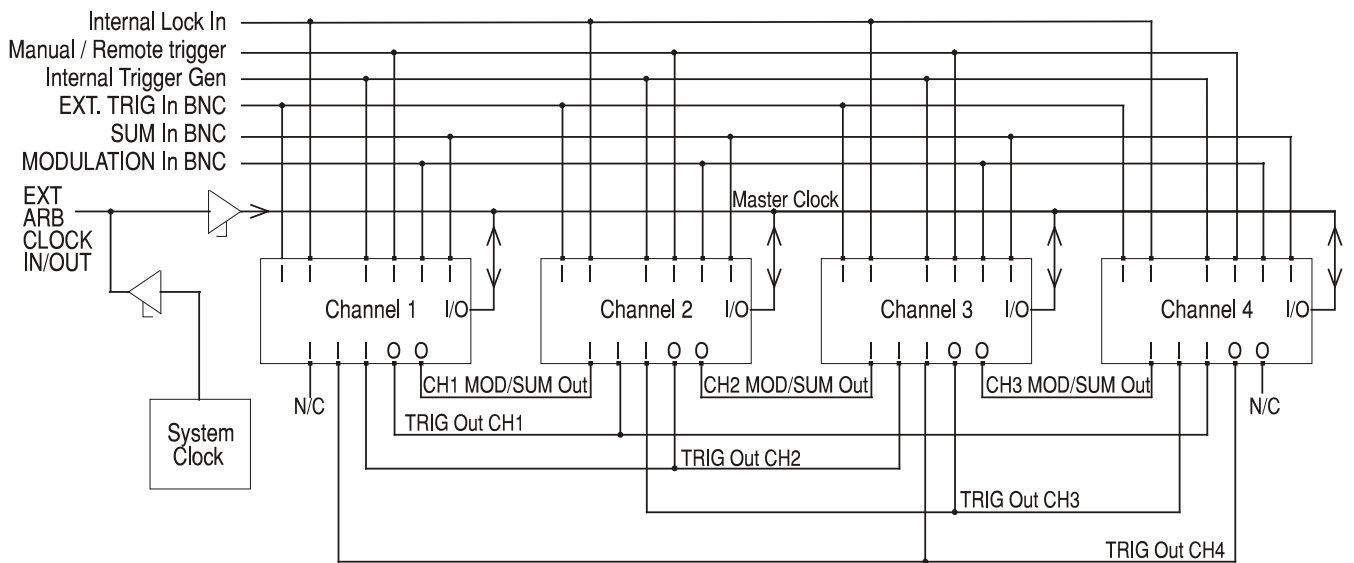 Internal Lock In
Manual / Remote trigger
Internal Trigger Gen
EXT. TRIG In BNC
SUM In BNC
MODULATION In BNC
EXT
ARB
CLOCK
IN/OUT
Master Clock
I I I I I I
I I I I I I
I I I I I I
I I I I I I
Channel 1 I/O
Channel 2 I/O
Channel 3 I/O
Channel 4 I/O
I I I O O
I I I O O
I I I O O
I I I O O
CH1 MOD/SUM Out
CH2 MOD/SUM Out
CH3 MOD/SUM Out
N/C
N/C
TRIG Out CH1
System
Clock
TRIG Out CH2
TRIG Out CH3
TRIG Out CH4